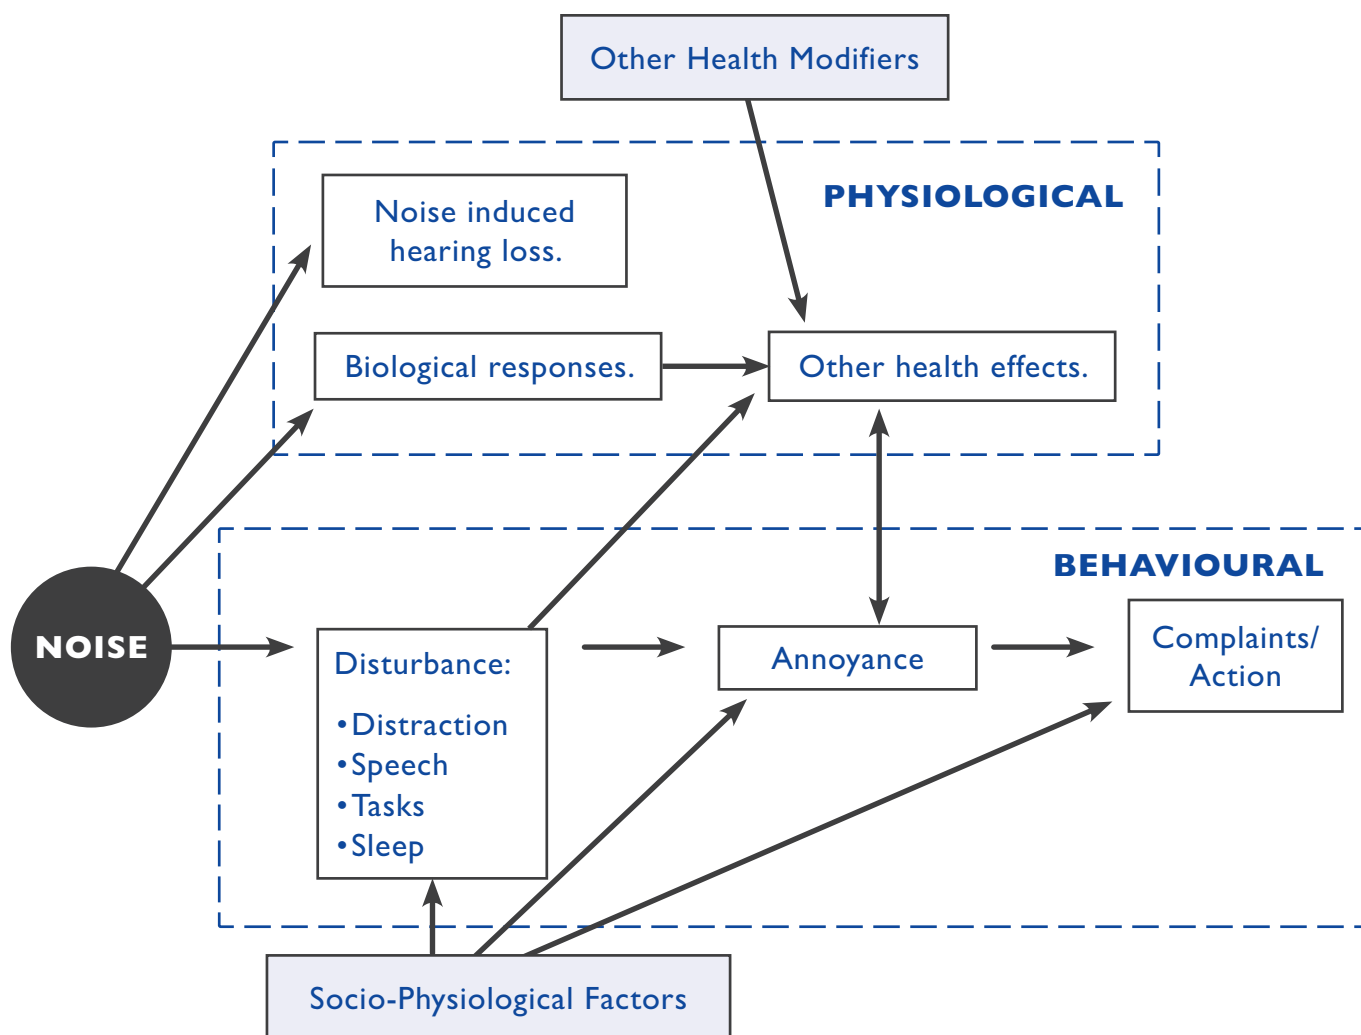 Other Health Modifiers
PHYSIOLOGICAL
Noise induced
hearing loss.
Biological responses.
Other health effects.
BEHAVIOURAL
NOISE
Disturbance:
•Distraction
•Speech
•Tasks
•Sleep
Annoyance
Complaints/
Action
Socio-Physiological Factors